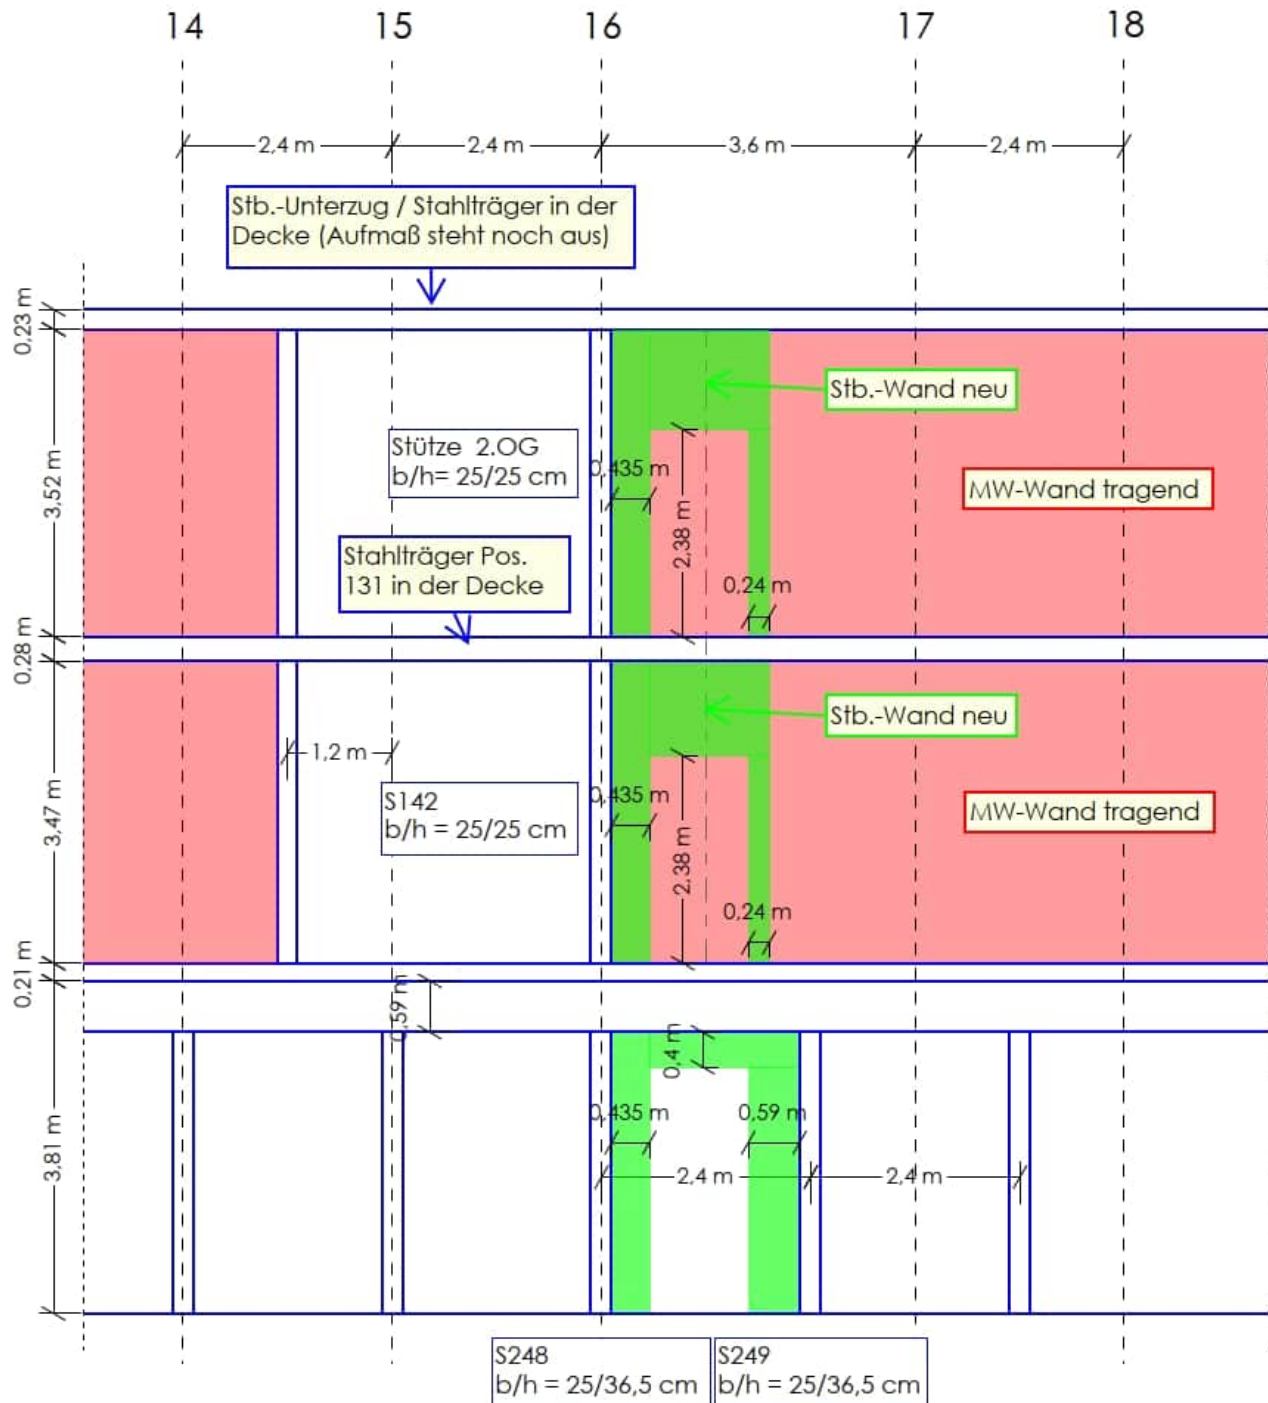 14 15 16 17 18
2,4 m 2,4 m 3,6 m 2,4 m
Stb.-Unterzug / Stahlträger in der
Decke (Aufmaß steht noch aus)
0,23 m
Stb.-Wand neu
Stütze 2.OG
b/h= 25/25 cm
0,435 m
MW-Wand tragend
3,52 m
2,38 m
Stahlträger Pos.
131 in der Decke
0,24 m
0,28 m
Stb.-Wand neu
1,2 m
S142
b/h = 25/25 cm
0,435 m
MW-Wand tragend
3,47 m
2,38 m
0,24 m
0,21 m
0,59 m
0,4 m
0,435 m
0,59 m
3,81 m
2,4 m
2,4 m
S248
b/h = 25/36,5 cm
S249
b/h = 25/36,5 cm